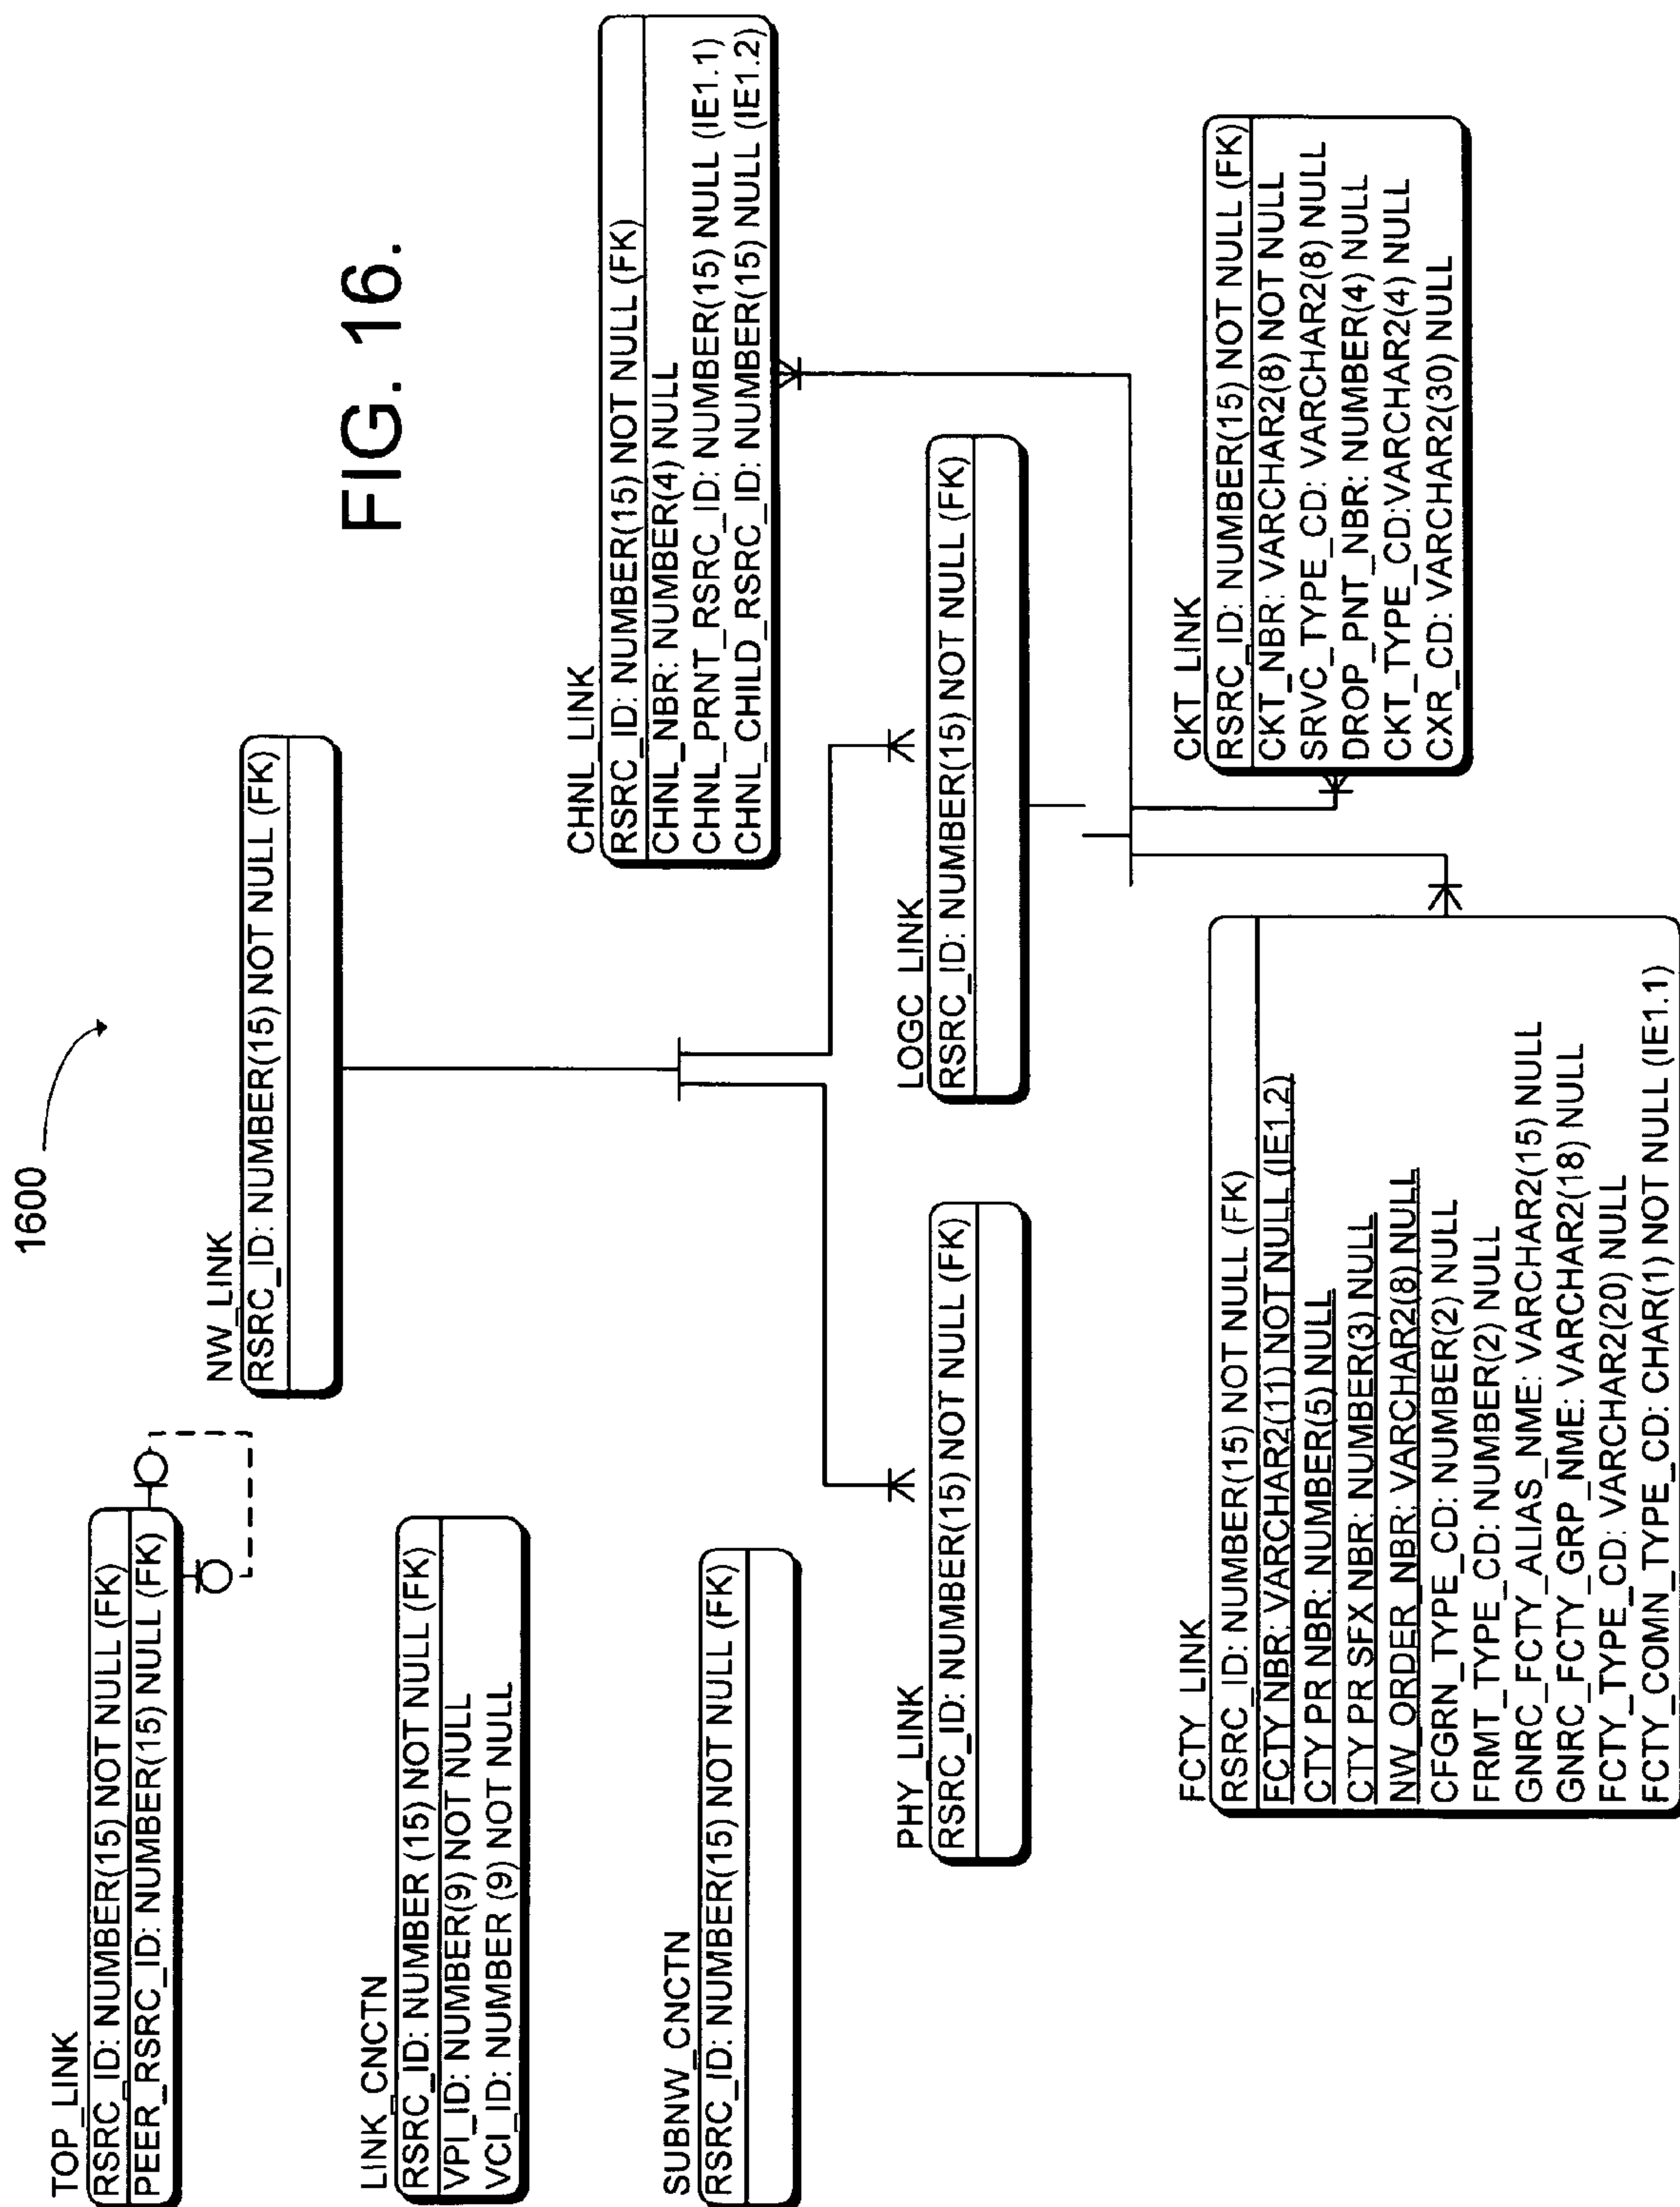 1600
TOP_LINK
RSRC_ID: NUMBER(15) NOT NULL (FK)
PEER_RSRC_ID: NUMBER(15) NULL (FK)
NW_LINK
RSRC_ID: NUMBER(15) NOT NULL (FK)
FIG. 16.
LINK_CNCTN
RSRC_ID: NUMBER (15) NOT NULL (FK)
VPI_ID: NUMBER(9) NOT NULL
VCI_ID: NUMBER (9) NOT NULL
CHNL_LINK
RSRC_ID: NUMBER(15) NOT NULL (FK)
CHNL_NBR: NUMBER(4) NULL
CHNL_PRNT_RSRC_ID: NUMBER(15) NULL (IE1.1)
CHNL_CHILD_RSRC_ID: NUMBER(15) NULL (IE1.2)
SUBNW_CNCTN
RSRC_ID: NUMBER(15) NOT NULL (FK)
PHY_LINK
RSRC_ID: NUMBER(15) NOT NULL (FK)
LOGC_LINK
RSRC_ID: NUMBER(15) NOT NULL (FK)
FCTY_LINK
RSRC_ID: NUMBER(15) NOT NULL (FK)
FCTY NBR: VARCHAR2(11) NOT NULL (IE1.2)
CTY PR NBR: NUMBER(5) NULL
CTY PR SFX NBR: NUMBER(3) NULL
NW_ORDER_NBR: VARCHAR2(8) NULL
CFGRN_TYPE_CD: NUMBER(2) NULL
FRMT_TYPE_CD: NUMBER(2) NULL
GNRC_FCTY_ALIAS_NME: VARCHAR2(15) NULL
GNRC_FCTY_GRP_NME: VARCHAR2(18) NULL
FCTY_TYPE_CD: VARCHAR2(20) NULL
FCTY_COMN_TYPE_CD: CHAR(1) NOT NULL (IE1.1)
CKT_LINK
RSRC_ID: NUMBER(15) NOT NULL (FK)
CKT_NBR: VARCHAR2(8) NOT NULL
SRVC_TYPE_CD: VARCHAR2(8) NULL
DROP_PNT_NBR: NUMBER(4) NULL
CKT_TYPE_CD:VARCHAR2(4) NULL
CXR_CD: VARCHAR2(30) NULL